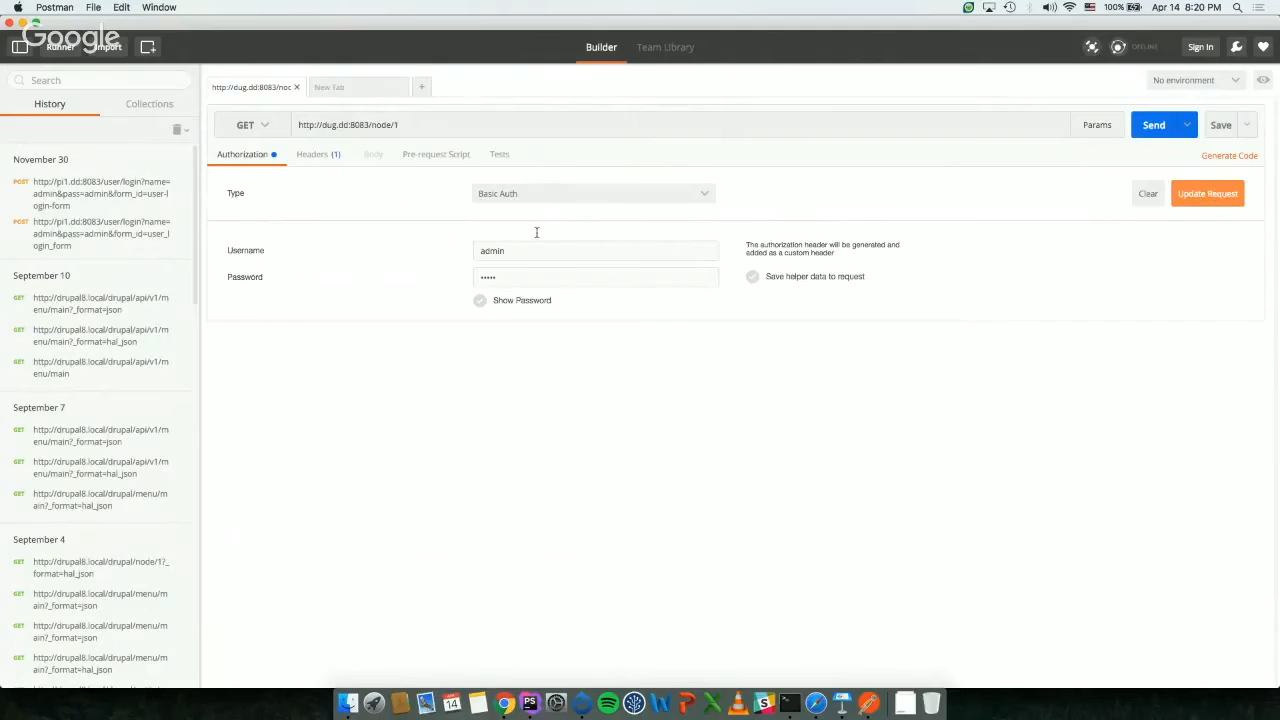 Postman File Edit Window 100% Apr 14 8:20 PM
Google
Runner Import Builder Team Library OFFLINE Sign In
Search http://dug.dd:8083/noc New Tab + No environment
History Collections
GET http://dug.dd:8083/node/1 Params Send Save
Authorization Headers (1) Body Pre-request Script Tests Generate Code
Type Basic Auth Clear Update Request
Username admin The authorization header will be generated and
added as a custom header
Password ••••• Save helper data to request
Show Password
November 30
POST http://pi1.dd:8083/user/login?name=
admin&pass=admin&form_id=user-l
ogin-form
POST http://pi1.dd:8083/user/login?name=
admin&pass=admin&form_id=user_l
ogin_form
September 10
GET http://drupal8.local/drupal/api/v1/m
enu/main?_format=json
GET http://drupal8.local/drupal/api/v1/m
enu/main?_format=hal_json
GET http://drupal8.local/drupal/api/v1/m
enu/main
September 7
GET http://drupal8.local/drupal/api/v1/m
enu/main?_format=json
GET http://drupal8.local/drupal/api/v1/m
enu/main?_format=hal_json
GET http://drupal8.local/drupal/menu/m
ain?_format=hal_json
September 4
GET http://drupal8.local/drupal/node/1?_
format=hal_json
GET http://drupal8.local/drupal/menu/m
ain?_format=json
GET http://drupal8.local/drupal/menu/m
ain?_format=json
GET http://drupal8.local/drupal/menu/m
ain?_format=hal_json
14 PS W P X S